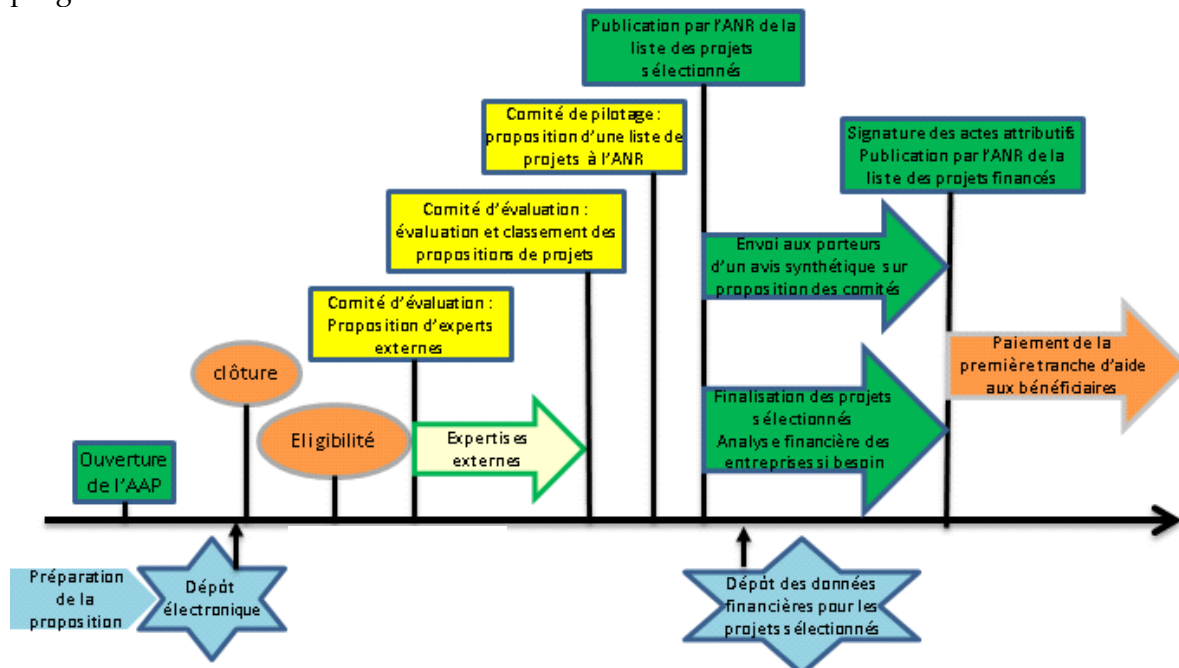 Publication par l'ANR de la
liste des projets
sélectionnés
Comité de pilotage :
proposition d'une liste de
projets à l'ANR
Signature des actes attributifs
Publication par l'ANR de la
liste des projets financés
Comité d'évaluation :
évaluation et classement des
propositions de projets
Envoi aux porteurs
d'un avis synthétique sur
proposition des comités
Comité d'évaluation :
Proposition d'experts
externes
Paiement de la
première tranche d'aide
aux bénéficiaires
clôture
Finalisation des projets
sélectionnés
Analyse financière des
entreprises si besoin
Eligibilité
Expertises
externes
Ouverture
de l'AAP
Préparation
de la
proposition
Dépôt
électronique
Dépôt des données
financières pour les
projets sélectionnés